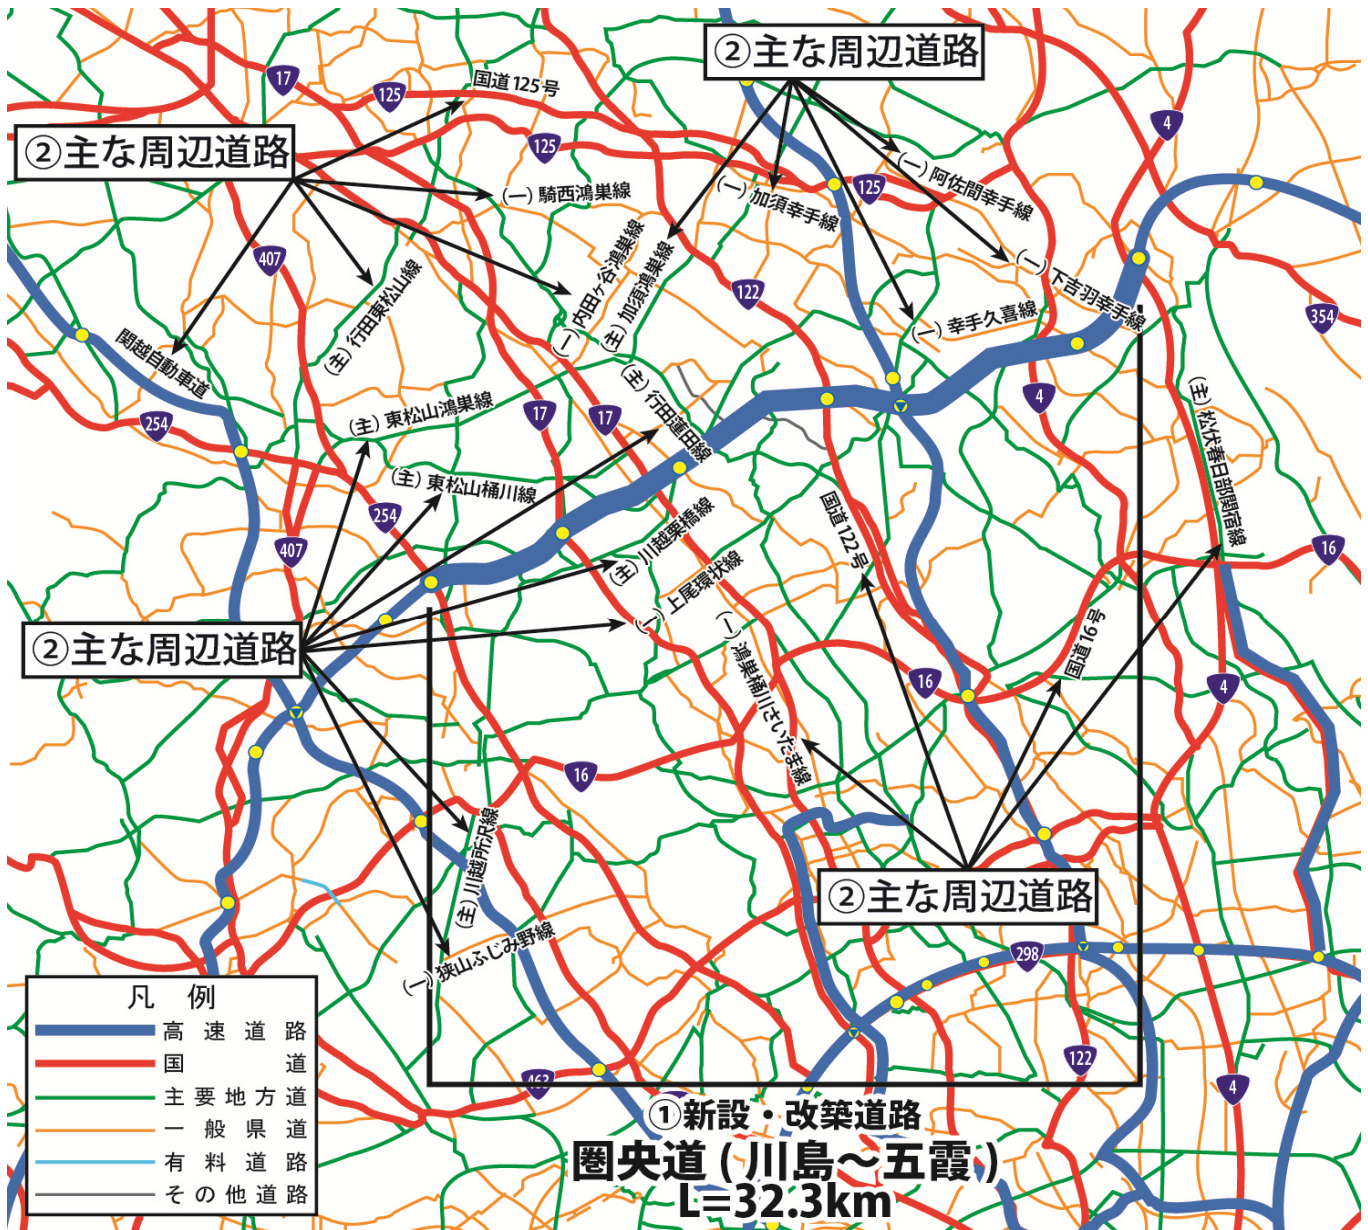 ②主な周辺道路
17
125
国道125号
4
125
②主な周辺道路
(一)阿佐間幸手線
125
(一)騎西鴻巣線
(一)加須幸手線
407
(一)内田ヶ谷鴻巣線
(主)加須鴻巣線
(一)下吉羽幸手線
122
354
(主)行田東松山線
(一)幸手久喜線
関越自動車道
(主)行田蓮田線
4
(主)松伏春日部関宿線
254
(主)東松山鴻巣線
17
17
(主)東松山桶川線
254
国道122号
(主)川越栗橋線
407
16
(主)上尾環状線
②主な周辺道路
(一)鴻巣桶川さいたま線
国道16号
16
4
16
(主)川越所沢線
②主な周辺道路
(一)狭山ふじみ野線
298
凡例
高速道路
国道
主要地方道
一般県道
有料道路
その他道路
122
463
4
①新設・改築道路
圏央道(川島～五霞)
L=32.3km